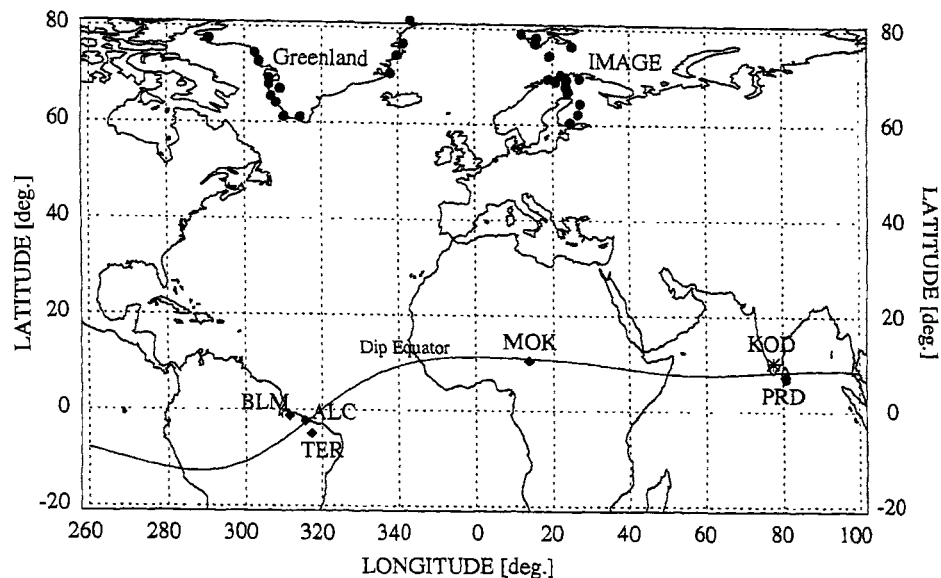 80
80
Greenland
IMAGE
60
60
LATITUDE [deg.]
LATITUDE [deg.]
40
40
20
20
MOK
KOD
Dip Equator
PRD
BLM
ALC
0
0
TER
-20
-20
260
280
300
320
340
0
20
40
60
80
100
LONGITUDE [deg.]